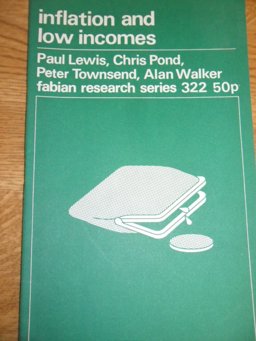 inflation and
low incomes
Paul Lewis, Chris Pond,
Peter Townsend, Alan Walker
fabian research series 322 50p